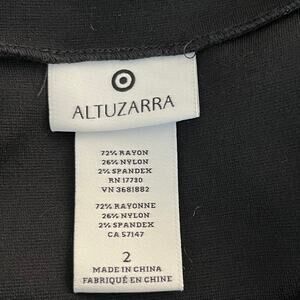 ALTUZARRA
72% RAYON
26% NYLON
2% SPANDEX
RN 17730
VN 3681882
72% RAYONNE
26% NYLON
2% SPANDEX
CA 57147
2
MADE IN CHINA
FABRIQUÉ EN CHINE